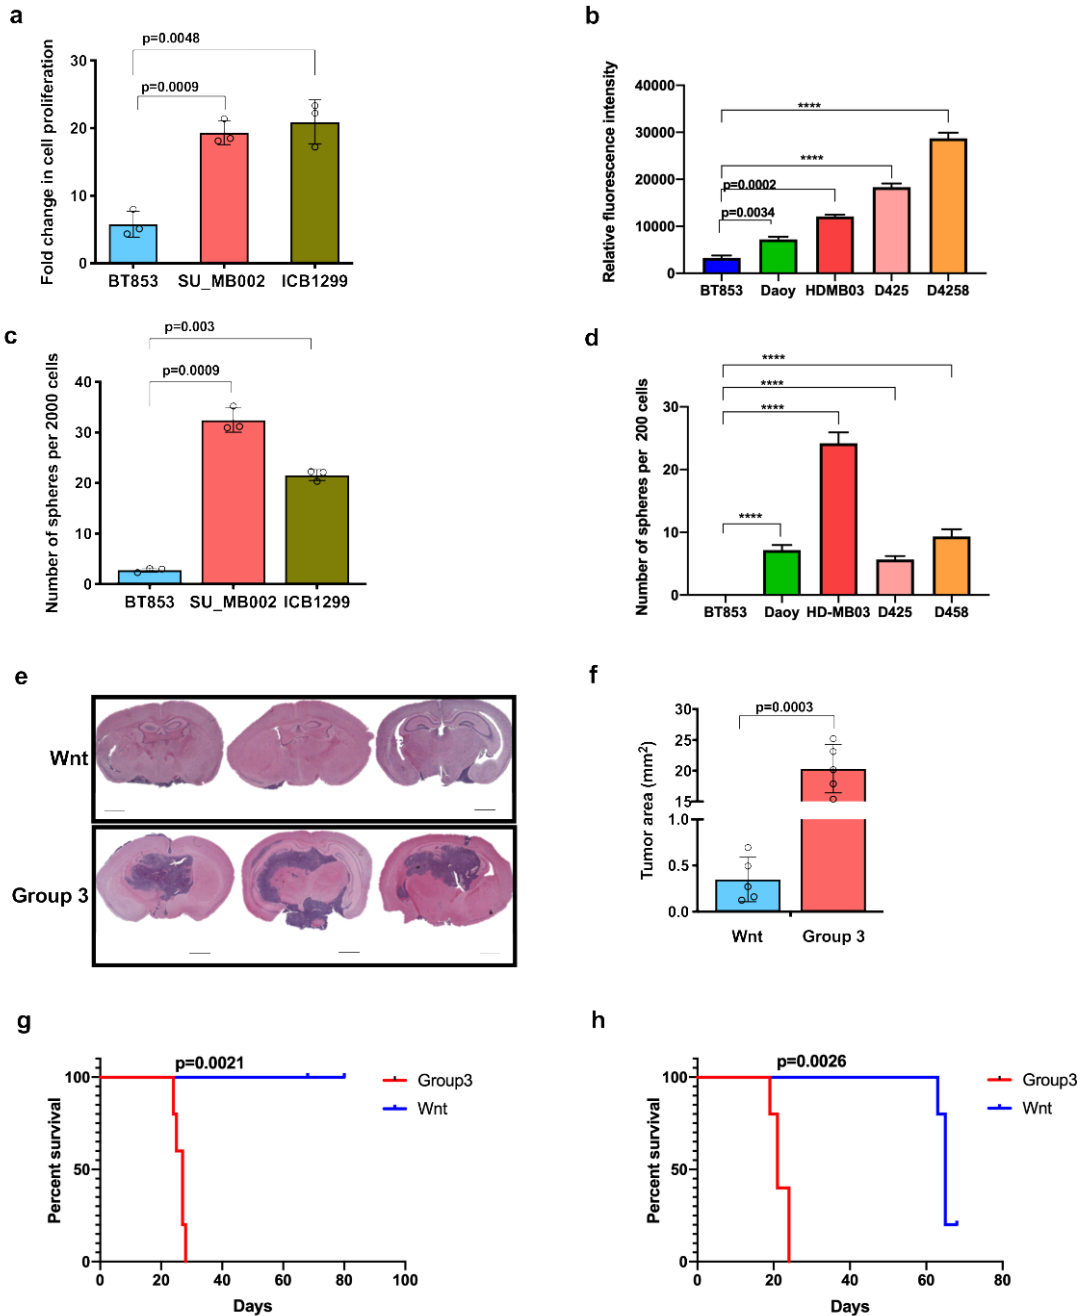 a
Fold change in cell proliferation
30
20
10
0
p=0.0048
p=0.0009
BT853
SU_MB002
ICB1299
b
Relative fluorescence intensity
40000
30000
20000
10000
0
****
****
p=0.0002
p=0.0034
BT853
Daoy
HDMB03
D425
D4258
c
Number of spheres per 2000 cells
40
30
20
10
0
p=0.003
p=0.0009
BT853
SU_MB002
ICB1299
d
Number of spheres per 200 cells
30
20
10
0
****
****
****
****
BT853
Daoy
HD-MB03
D425
D458
e
Wnt
Group 3
f
Tumor area (mm2)
30
25
20
15
1.0
0.5
0.0
p=0.0003
Wnt
Group 3
g
Percent survival
100
50
0
p=0.0021
Group3
Wnt
0 20 40 60 80 100
Days
h
Percent survival
100
50
0
p=0.0026
Group3
Wnt
0 20 40 60 80
Days